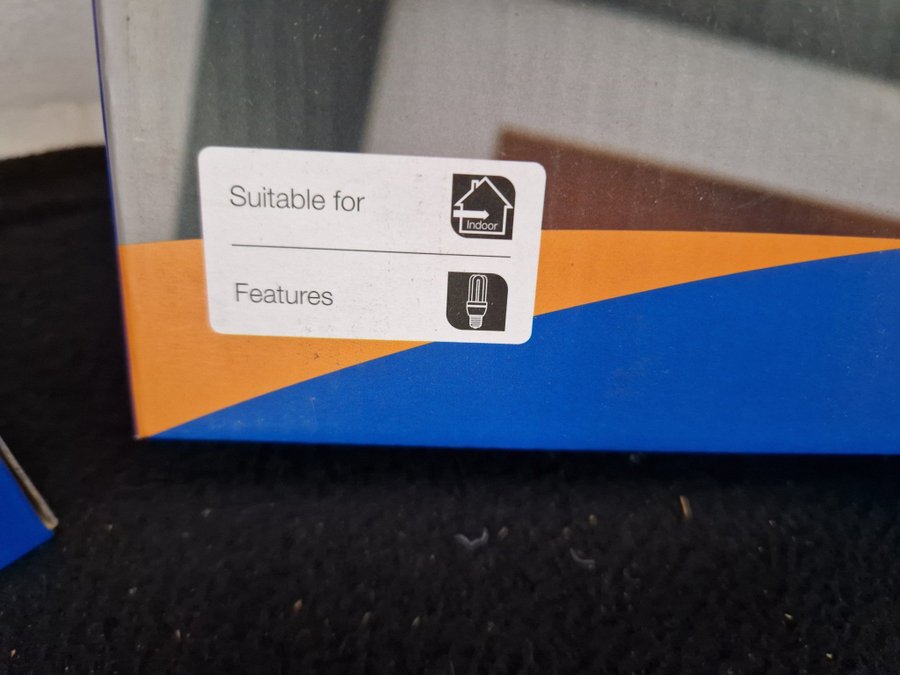 Suitable for
Indoor
Features